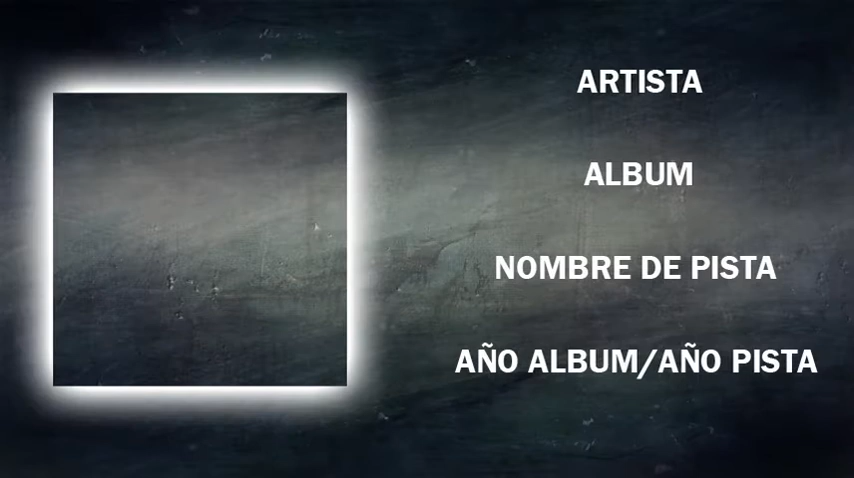 ARTISTA
ALBUM
NOMBRE DE PISTA
AÑO ALBUM/AÑO PISTA